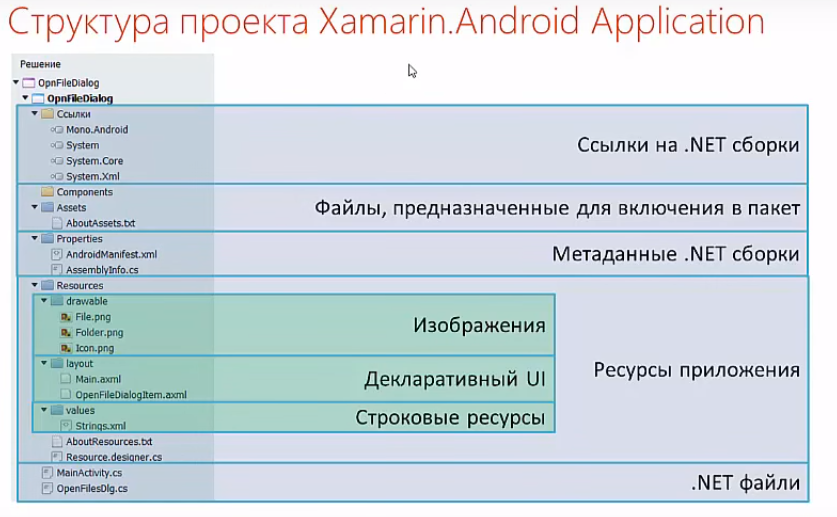 Структура проекта Xamarin.Android Application
Решение
OpnFileDialog
OpnFileDialog
Ссылки
Mono.Android
System
System.Core
System.Xml
Ссылки на .NET сборки
Components
Assets
AboutAssets.txt
Файлы, предназначенные для включения в пакет
Properties
AndroidManifest.xml
AssemblyInfo.cs
Метаданные .NET сборки
Resources
drawable
File.png
Folder.png
Icon.png
Изображения
layout
Main.axml
OpenFileDialogItem.axml
Декларативный UI
values
Strings.xml
Строковые ресурсы
AboutResources.txt
Resource.designer.cs
Ресурсы приложения
MainActivity.cs
OpenFilesDlg.cs
.NET файли